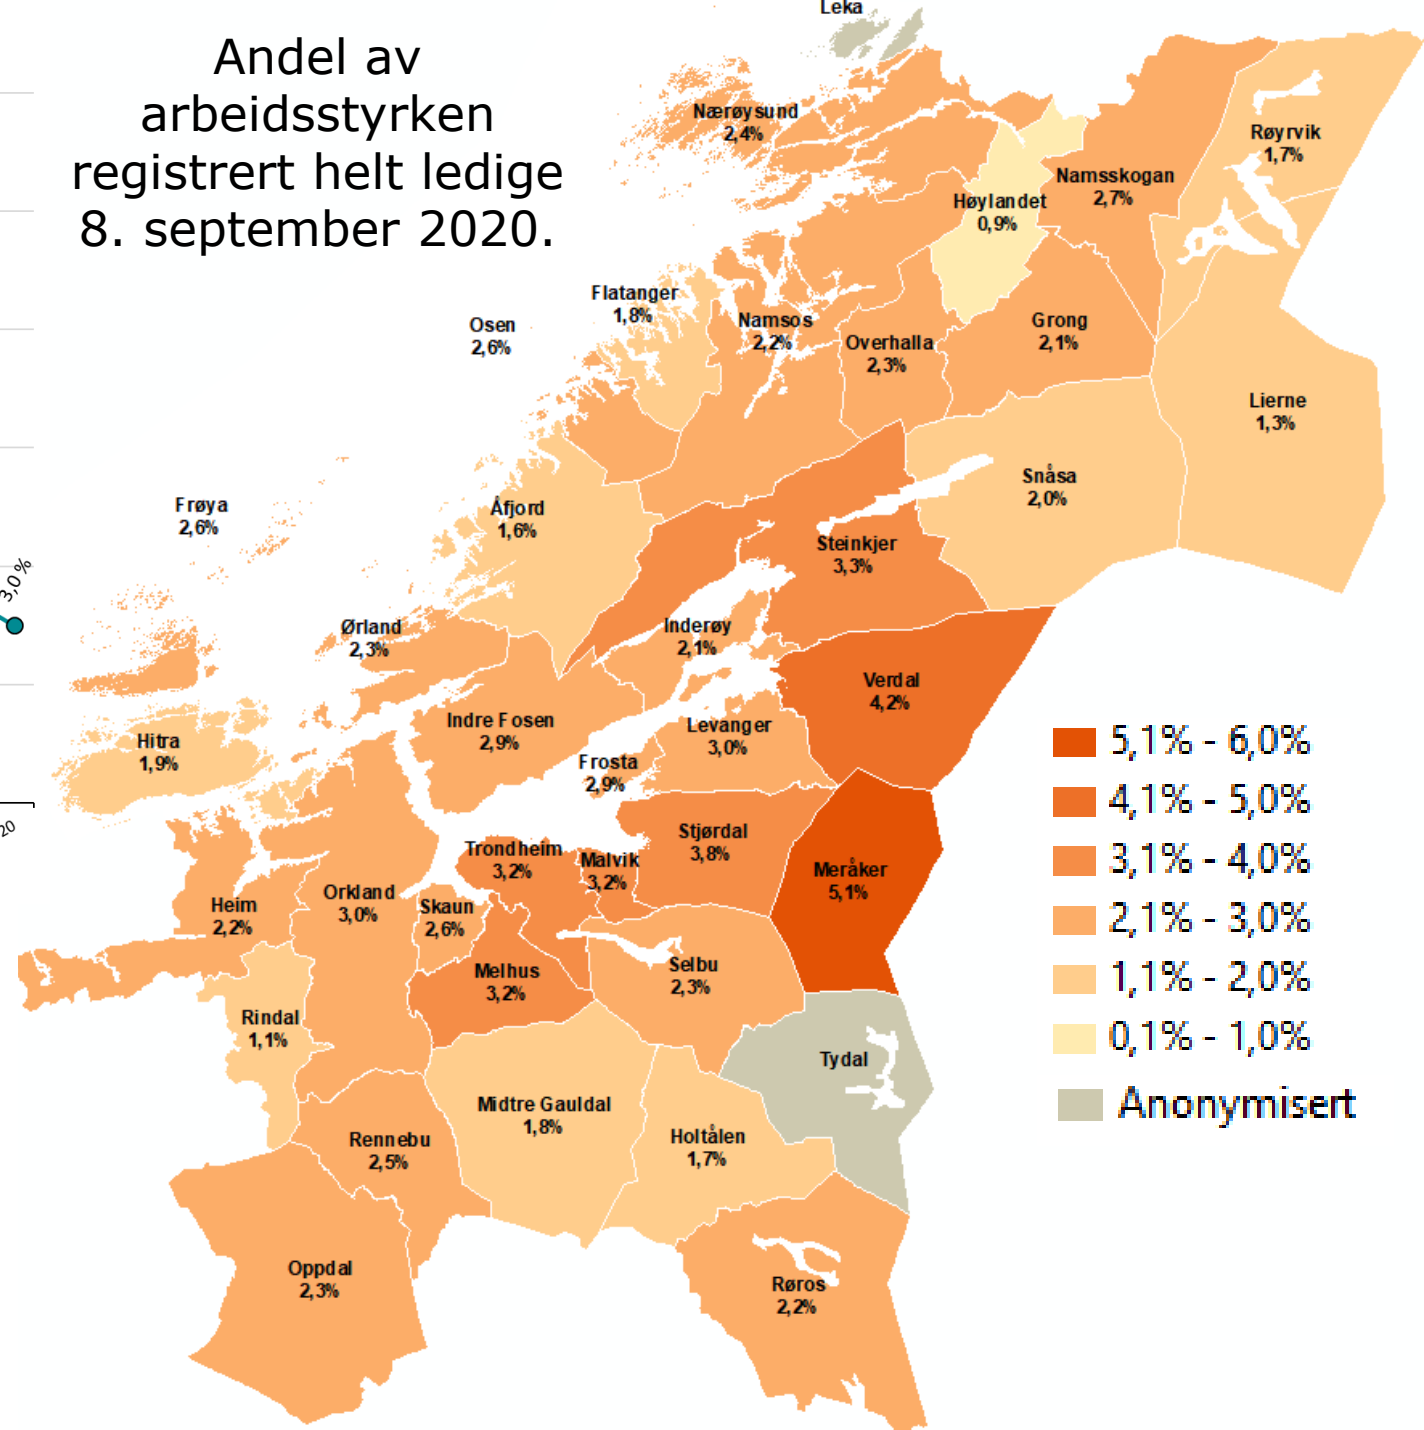 Andel av
arbeidsstyrken
registrert helt ledige
8. september 2020.
Leka
Nærøysund
2,4%
Røyrvik
1,7%
Namsskogan
2,7%
Høylandet
0,9%
Flatanger
1,8%
Osen
2,6%
Namsos
2,2%
Overhalla
2,3%
Grong
2,1%
Lierne
1,3%
Snåsa
2,0%
Frøya
2,6%
Åfjord
1,6%
Steinkjer
3,3%
3,0%
Ørland
2,3%
Inderøy
2,1%
Verdal
4,2%
Indre Fosen
2,9%
Levanger
3,0%
Hitra
1,9%
Frosta
2,9%
20
Stjørdal
3,8%
Trondheim
3,2%
Malvik
3,2%
Meråker
5,1%
Orkland
3,0%
Heim
2,2%
Skaun
2,6%
Melhus
3,2%
Selbu
2,3%
Rindal
1,1%
Tydal
Midtre Gauldal
1,8%
Holtålen
1,7%
Rennebu
2,5%
Oppdal
2,3%
Røros
2,2%
5,1% - 6,0%
4,1% - 5,0%
3,1% - 4,0%
2,1% - 3,0%
1,1% - 2,0%
0,1% - 1,0%
Anonymisert